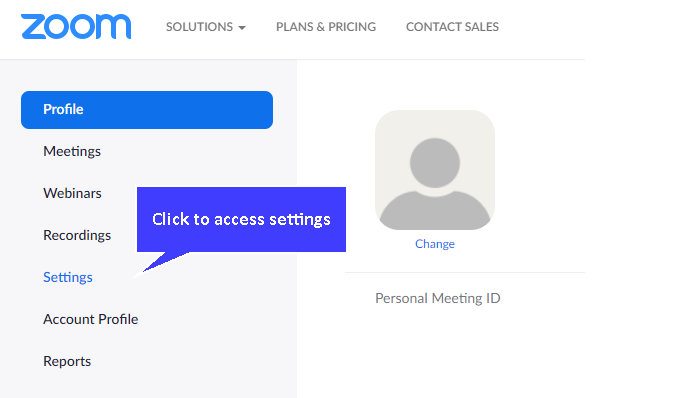 zoom
SOLUTIONS
PLANS & PRICING
CONTACT SALES
Profile
Meetings
Webinars
Recordings
Settings
Account Profile
Reports
Click to access settings
Change
Personal Meeting ID